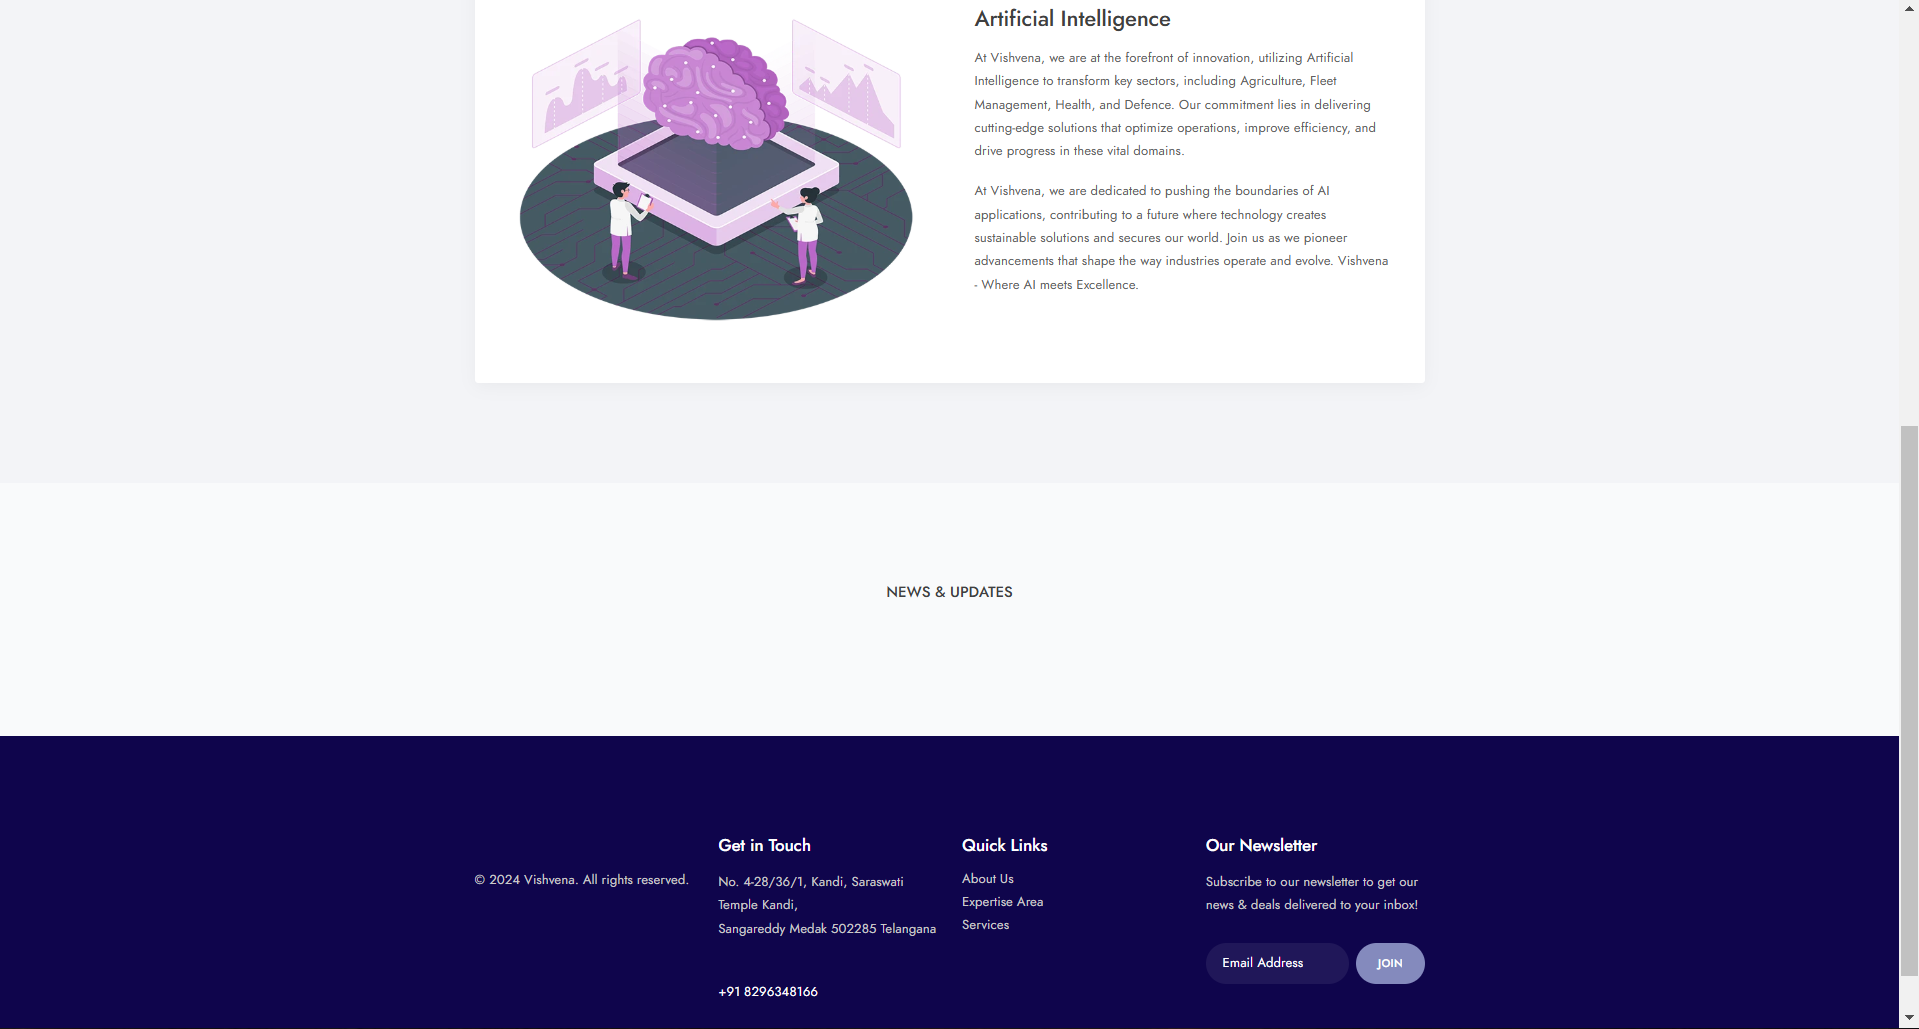 Artificial Intelligence
At Vishvena, we are at the forefront of innovation, utilizing Artificial
Intelligence to transform key sectors, including Agriculture, Fleet
Management, Health, and Defence. Our commitment lies in delivering
cutting-edge solutions that optimize operations, improve efficiency, and
drive progress in these vital domains.
At Vishvena, we are dedicated to pushing the boundaries of AI
applications, contributing to a future where technology creates
sustainable solutions and secures our world. Join us as we pioneer
advancements that shape the way industries operate and evolve. Vishvena
- Where AI meets Excellence.
NEWS & UPDATES
© 2024 Vishvena. All rights reserved.
Get in Touch
No. 4-28/36/1, Kandi, Saraswati
Temple Kandi,
Sangareddy Medak 502285 Telangana
+91 8296348166
Quick Links
About Us
Expertise Area
Services
Our Newsletter
Subscribe to our newsletter to get our
news & deals delivered to your inbox!
Email Address
JOIN